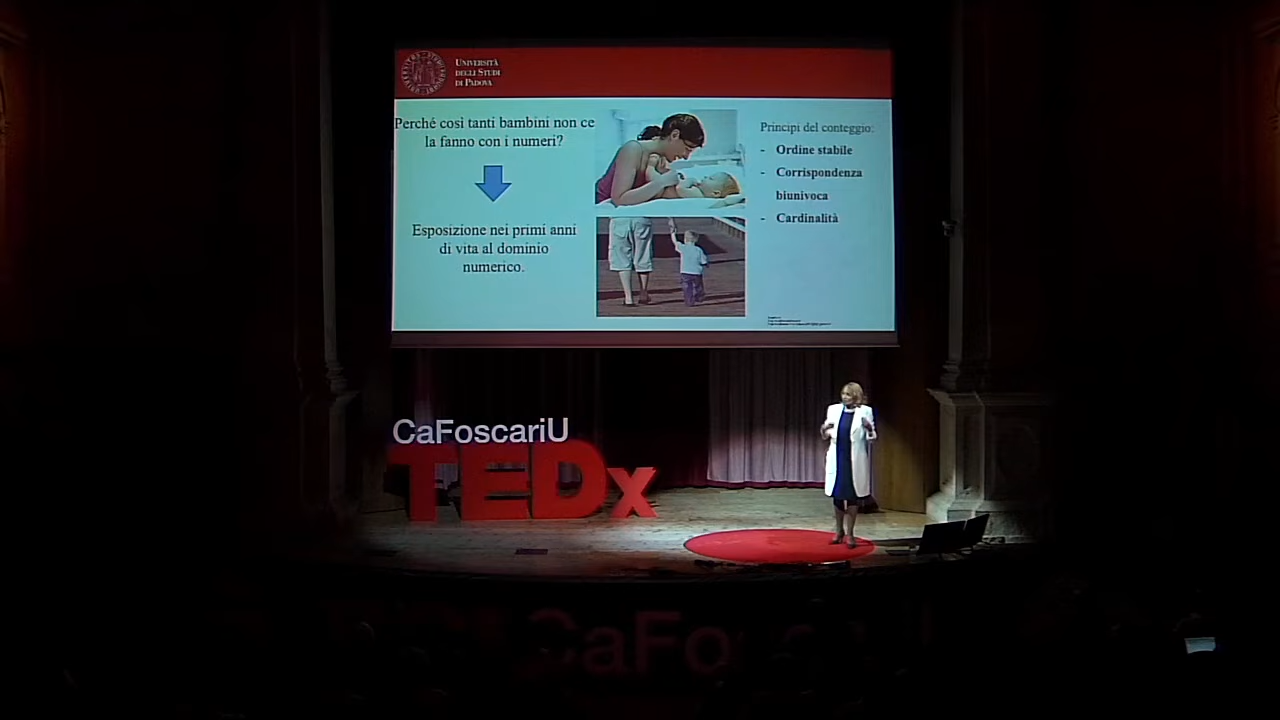 UNIVERSITÀ
DEGLI STUDI
DI PADOVA
Perché così tanti bambini non ce
la fanno con i numeri?
Esposizione nei primi anni
di vita al dominio
numerico.
Principi del conteggio:
- Ordine stabile
- Corrispondenza
biunivoca
- Cardinalità
CaFoscariU
TEDx
CaFo